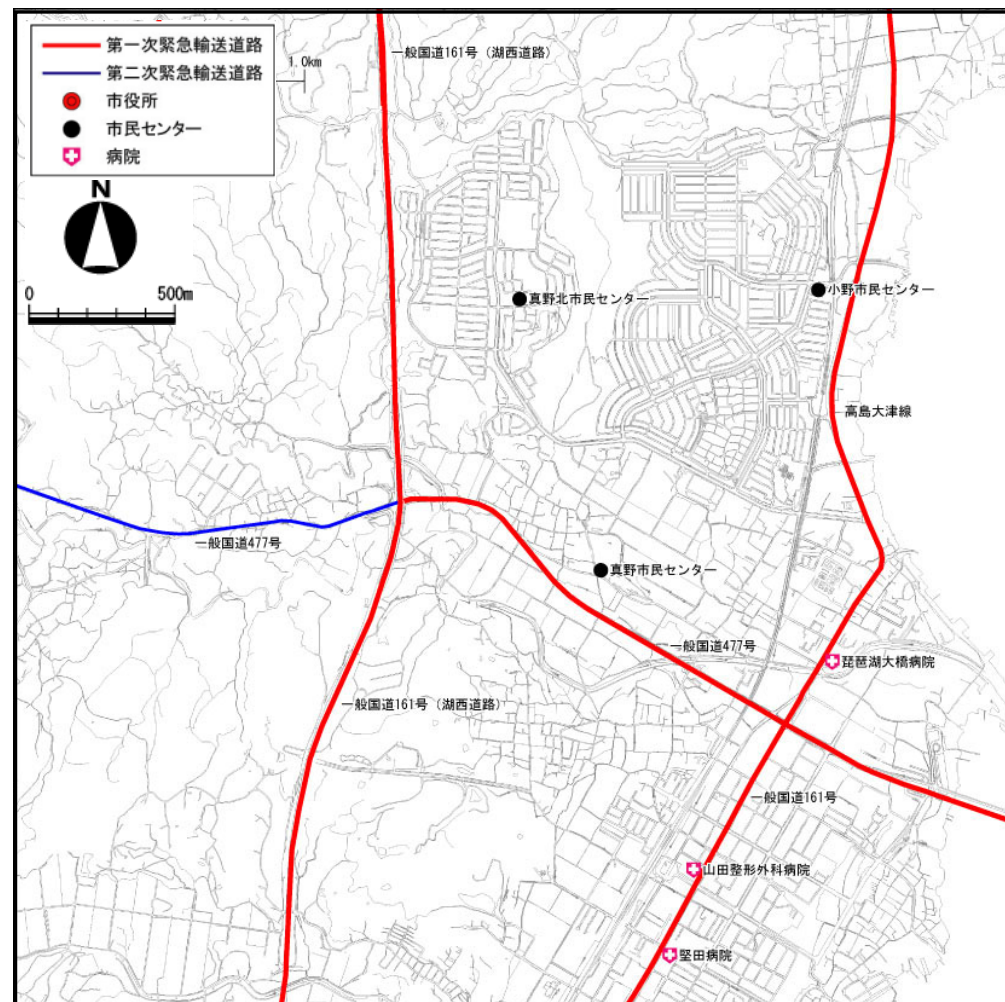 第一次緊急輸送道路
第二次緊急輸送道路
市役所
市民センター
病院
1.0km
一般国道161号（湖西道路）
N
0 500m
真野北市民センター
小野市民センター
高島大津線
一般国道477号
真野市民センター
一般国道477号
琵琶湖大橋病院
一般国道161号（湖西道路）
一般国道161号
山田整形外科病院
堅田病院